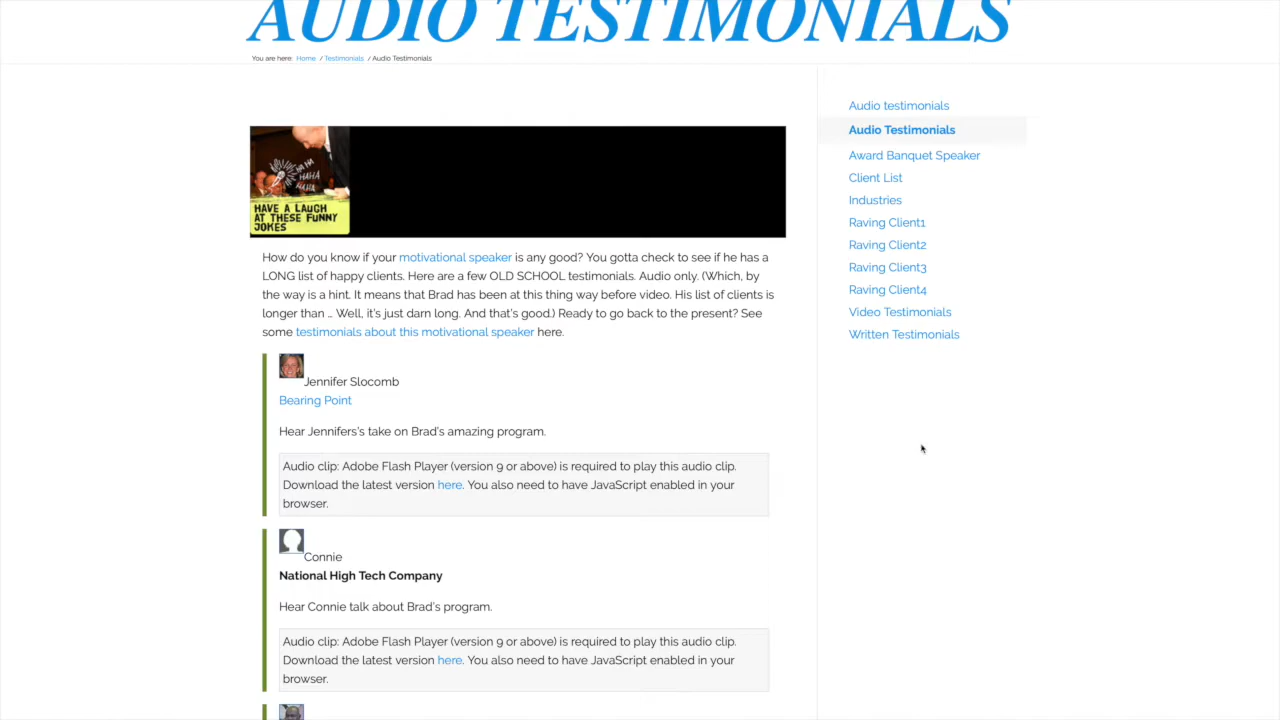 AUDIO TESTIMONIALS
You are here: Home / Testimonials / Audio Testimonials
Audio testimonials
Audio Testimonials
Award Banquet Speaker
Client List
Industries
Raving Client1
Raving Client2
Raving Client3
Raving Client4
Video Testimonials
Written Testimonials
HA HA
HAHA
HAHA
HAVE A LAUGH
AT THESE FUNNY
JOKES
How do you know if your motivational speaker is any good? You gotta check to see if he has a
LONG list of happy clients. Here are a few OLD SCHOOL testimonials. Audio only. (Which, by
the way is a hint. It means that Brad has been at this thing way before video. His list of clients is
longer than … Well, it's just darn long. And that's good.) Ready to go back to the present? See
some testimonials about this motivational speaker here.
Jennifer Slocomb
Bearing Point
Hear Jennifers's take on Brad's amazing program.
Audio clip: Adobe Flash Player (version 9 or above) is required to play this audio clip.
Download the latest version here. You also need to have JavaScript enabled in your
browser.
Connie
National High Tech Company
Hear Connie talk about Brad's program.
Audio clip: Adobe Flash Player (version 9 or above) is required to play this audio clip.
Download the latest version here. You also need to have JavaScript enabled in your
browser.